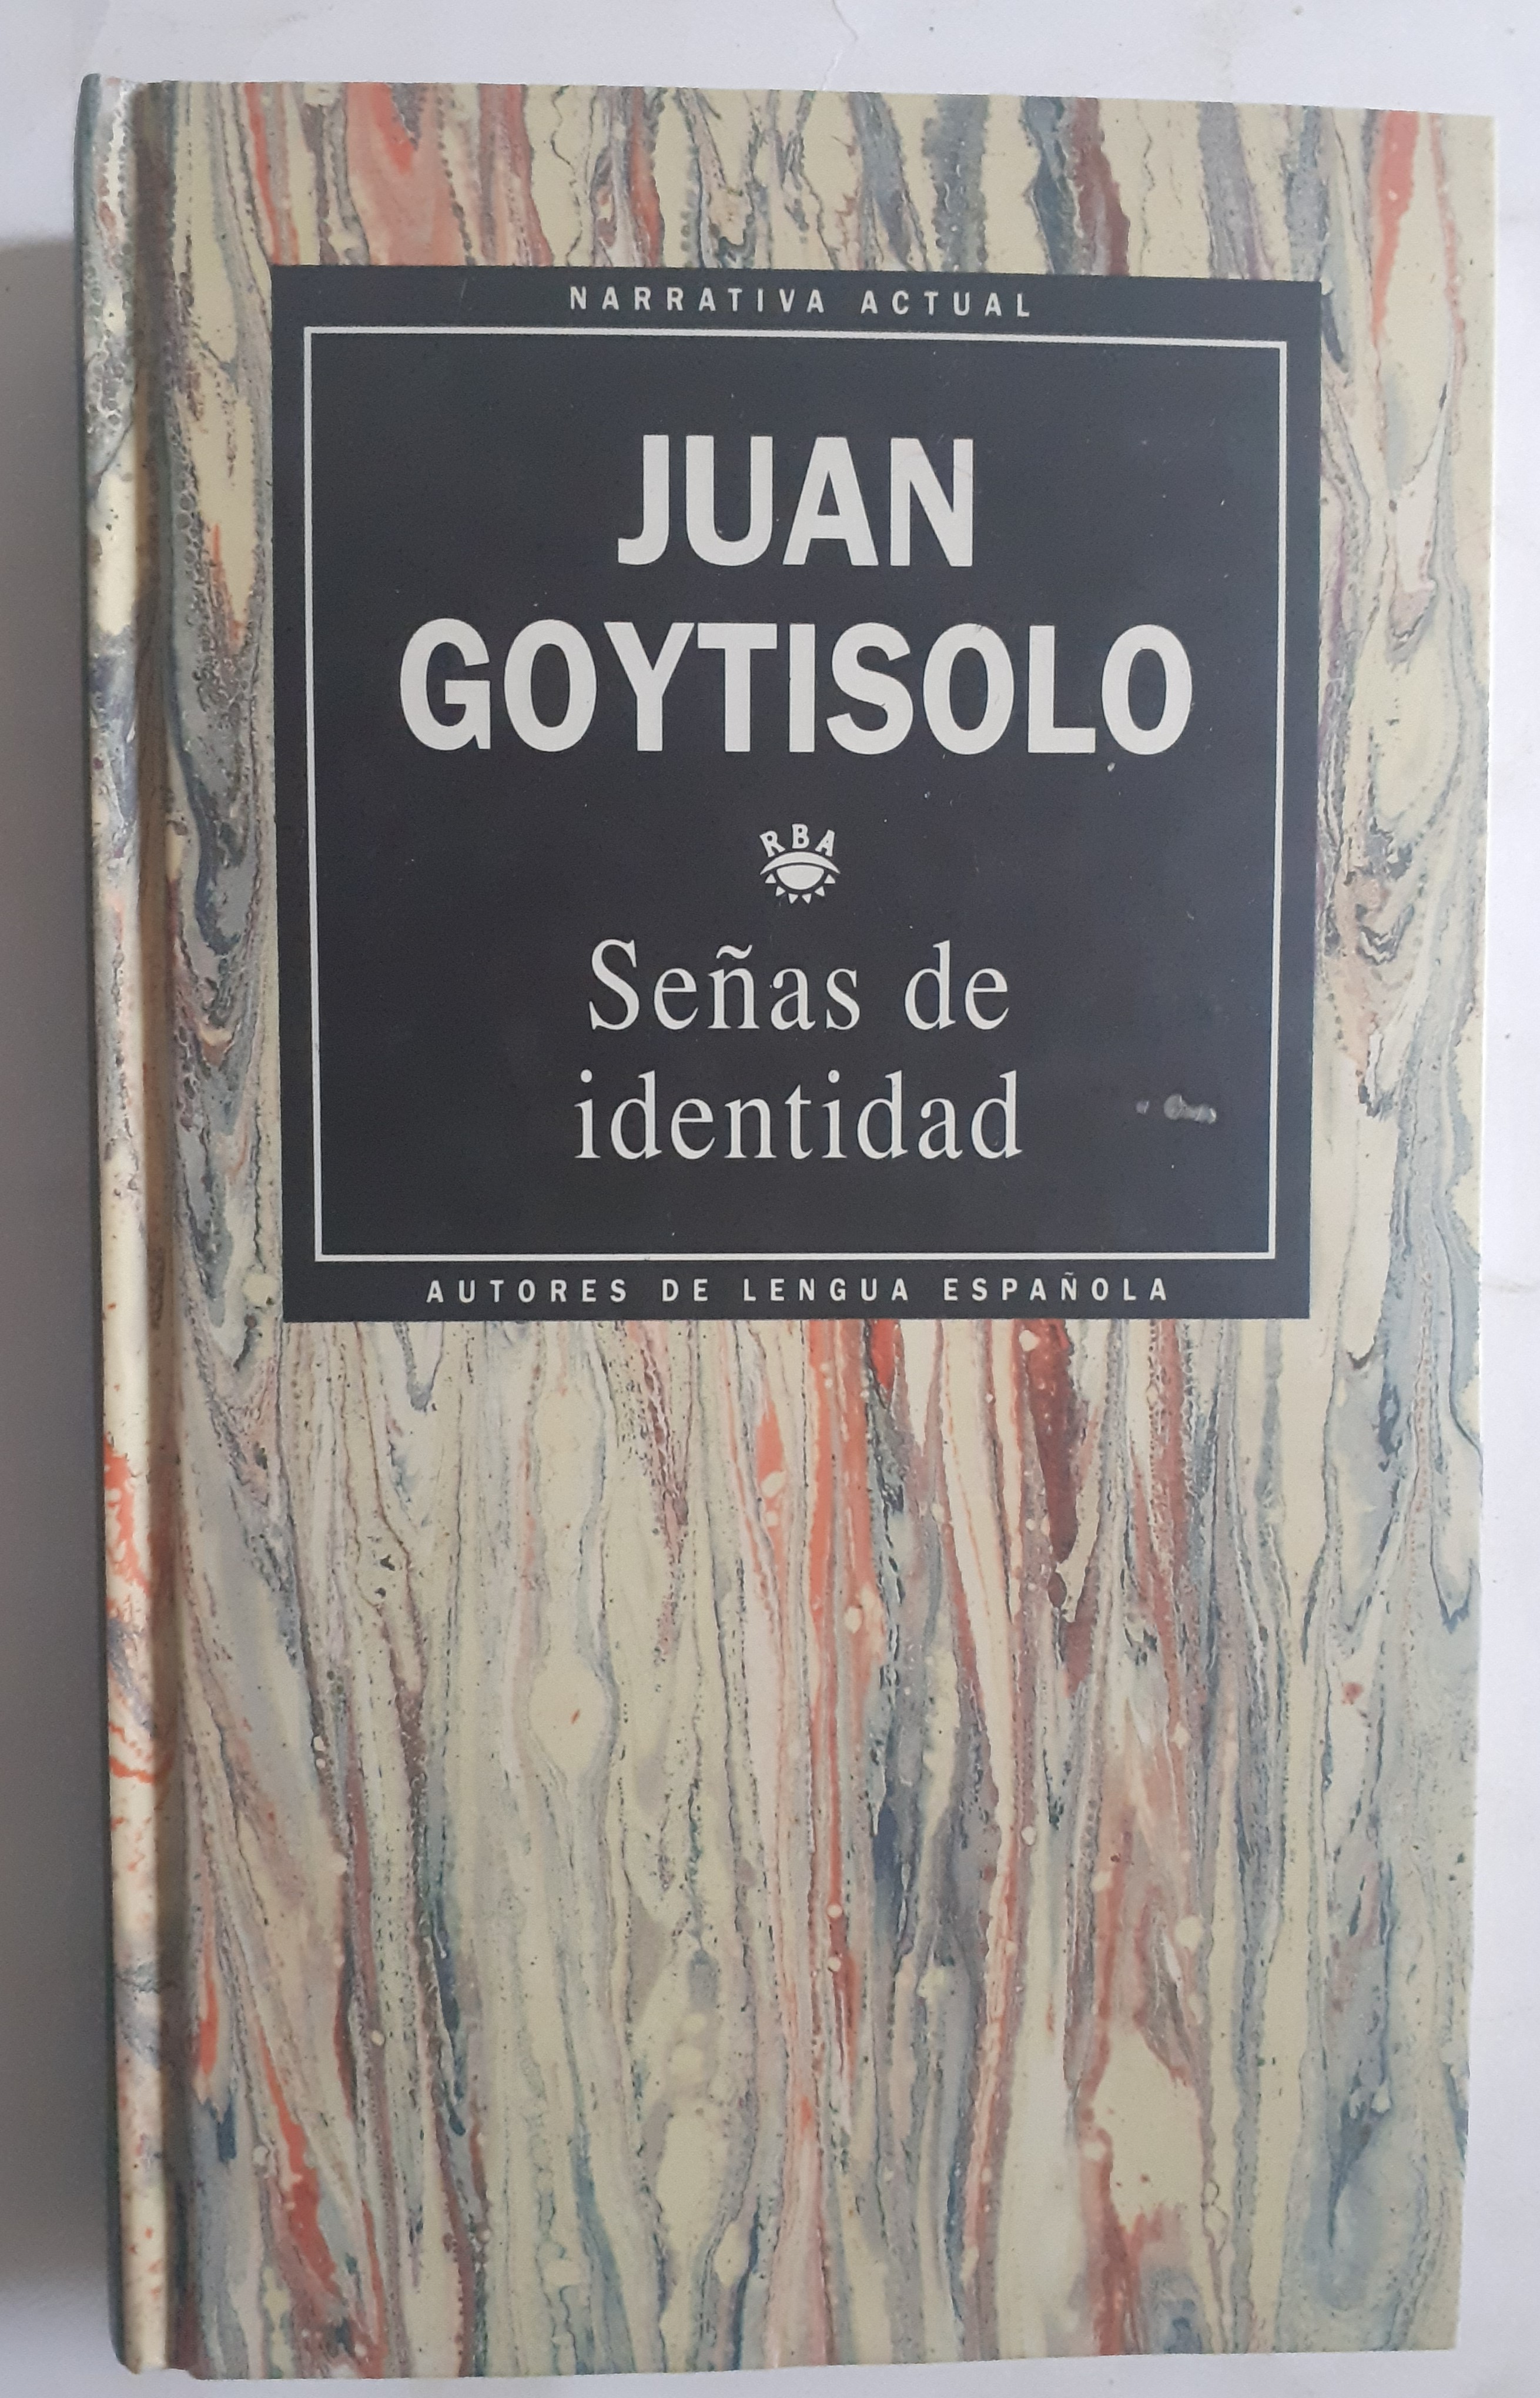 NARRATIVA ACTUAL
JUAN
GOYTISOLO
RBA
Señas de
identidad
AUTORES DE LENGUA ESPAÑOLA